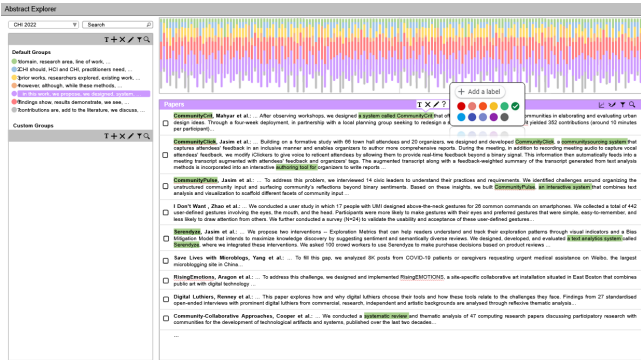 Abstract Explorer
CHI 2022
Search
Default Groups
domain, research area, line of work, ...
CHI should, HCI and CHI, practitioners need, ...
prior works, researchers explored, existing work, ...
however, although, while these methods, ...
in this work, we propose, we designed, system...
findings show, results demonstrate, we see, ...
contributions are, add to the literature, we discuss, ...
Custom Groups
Papers
+ Add a label
CommunityCrit, Mahyar et al.: ... After classroom workshops, we designed a system called CommunityCrit that
communities in elaborating and evaluating urban
design ideas. Through a four-week deployment, in partnership with a local planning group seeking to redesign a
yielded 352 contributions (around 10 minutes
per participant)...
CommunityClick, Jasim et al.: ... Building on a formative study with 66 town hall attendees and 20 organizers, we designed and developed CommunityClick, a communitysourcing system that
captures attendees' feedback in an inclusive manner and enables organizers to author more comprehensive reports. During the meeting, in addition to recording meeting audio to capture vocal
attendees' feedback, we modify iClickers to give voice to reticent attendees by allowing them to provide real-time feedback beyond a binary signal. This information then automatically feeds into a
meeting transcript augmented with attendees' feedback and organizers' tags. The augmented transcript along with a feedback-weighted summary of the transcript generated from text analysis
methods is incorporated into an interactive authoring tool for organizers to write reports ...
CommunityPulse, Jasim et al.: ... To address this problem, we interviewed 14 civic leaders to understand their practices and requirements. We identified challenges around organizing the
unstructured community input and surfacing community's reflections beyond binary sentiments. Based on these insights, we built CommunityPulse, an interactive system that combines text
analysis and visualization to scaffold different facets of community input ...
I Don't Want , Zhao et al.: ... We conducted a user study in which 17 people with UMI designed above-the-neck gestures for 26 common commands on smartphones. We collected a total of 442
user-defined gestures involving the eyes, the mouth, and the head. Participants were more likely to make gestures with their eyes and preferred gestures that were simple, easy-to-remember, and
less likely to draw attention from others. We further conducted a survey (N=24) to validate the usability and acceptance of these user-defined gestures...
Serendyze, Jasim et al.: ... We propose two interventions -- Exploration Metrics that can help readers understand and track their exploration patterns through visual indicators and a Bias
Mitigation Model that intends to maximize knowledge discovery by suggesting sentiment and semantically diverse reviews. We designed, developed, and evaluated a text analytics system called
Serendyze, where we integrated these interventions. We asked 100 crowd workers to use Serendyze to make purchase decisions based on product reviews ...
Save Lives with Microblogs, Yang et al.: ... To fill this gap, we analyzed 8K posts from COVID-19 patients or caregivers requesting urgent medical assistance on Weibo, the largest
microblogging site in China...
RisingEmotions, Aragon et al.: ... To address this challenge, we designed and implemented RisingEMOTIONS, a site-specific collaborative art installation situated in East Boston that combines
public art with digital technology ...
Digital Luthiers, Renney et al.: ... This paper explores how and why digital luthiers choose their tools and how these tools relate to the challenges they face. Findings from 27 standardised
open-ended interviews with prominent digital luthiers from commercial, research, independent and artistic backgrounds are analysed through reflexive thematic analysis...
Community-Collaborative Approaches, Cooper et al.: ... We conducted a systematic review and thematic analysis of 47 computing research papers discussing participatory research with
communities for the development of technological artifacts and systems, published over the last two decades...
...